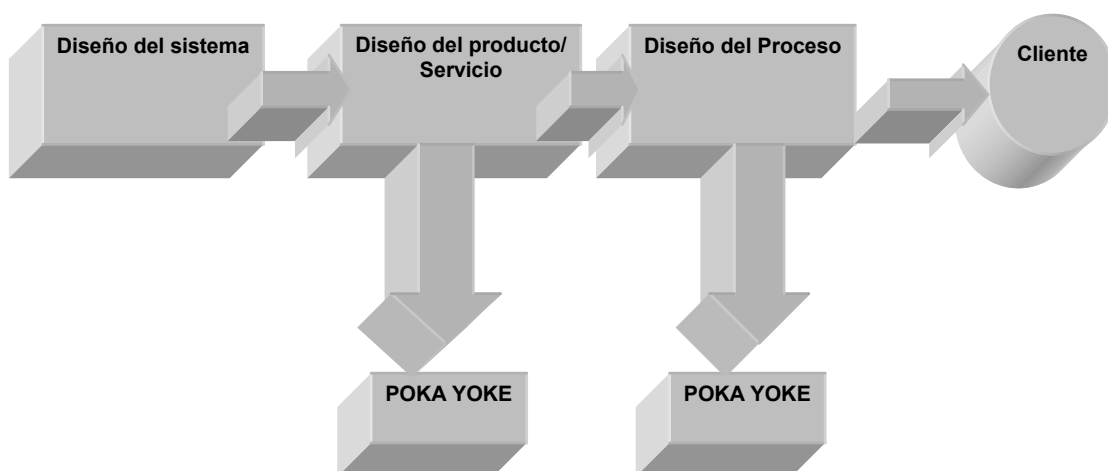 Diseño del sistema
Diseño del producto/
Servicio
Diseño del Proceso
Cliente
POKA YOKE
POKA YOKE